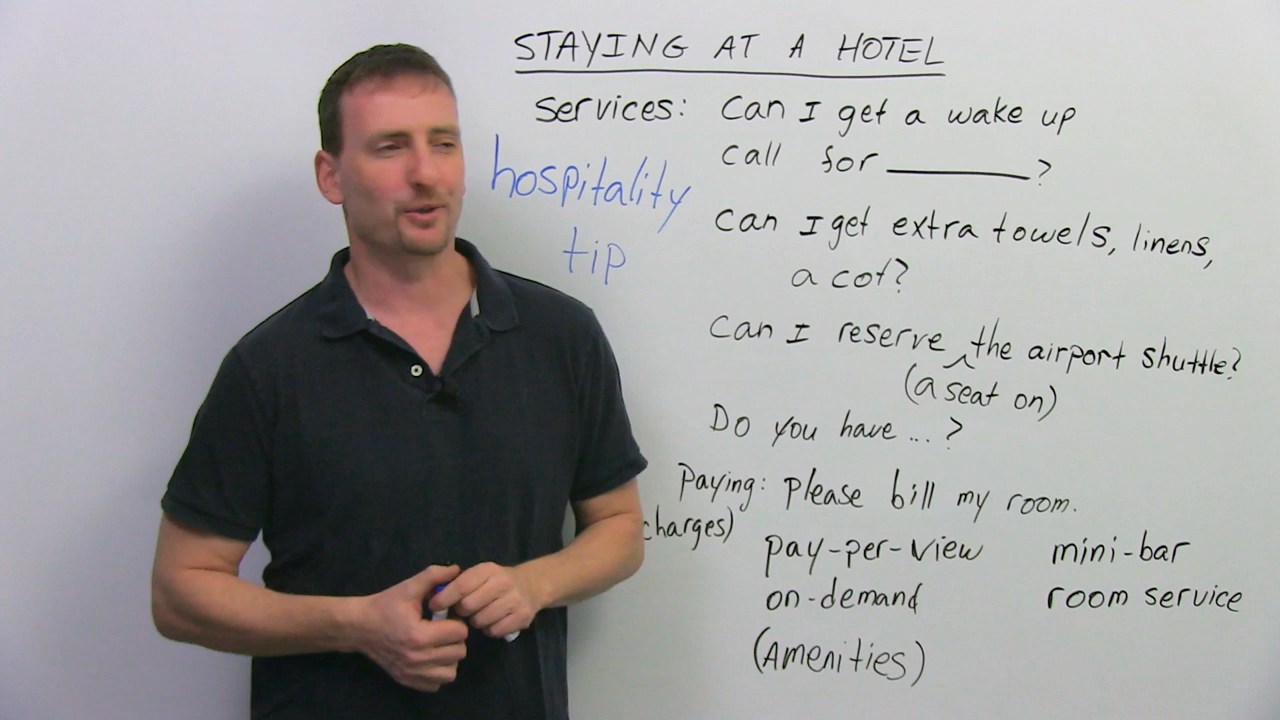 STAYING AT A HOTEL
services: Can I get a wake up
call for ______?
hospitality
tip
Can I get extra towels, linens,
a cot?
Can I reserve ^ the airport shuttle?
(a seat on)
Do you have ...?
Paying: Please bill my room.
charges)
pay-per-view mini-bar
on-demand room service
(Amenities)